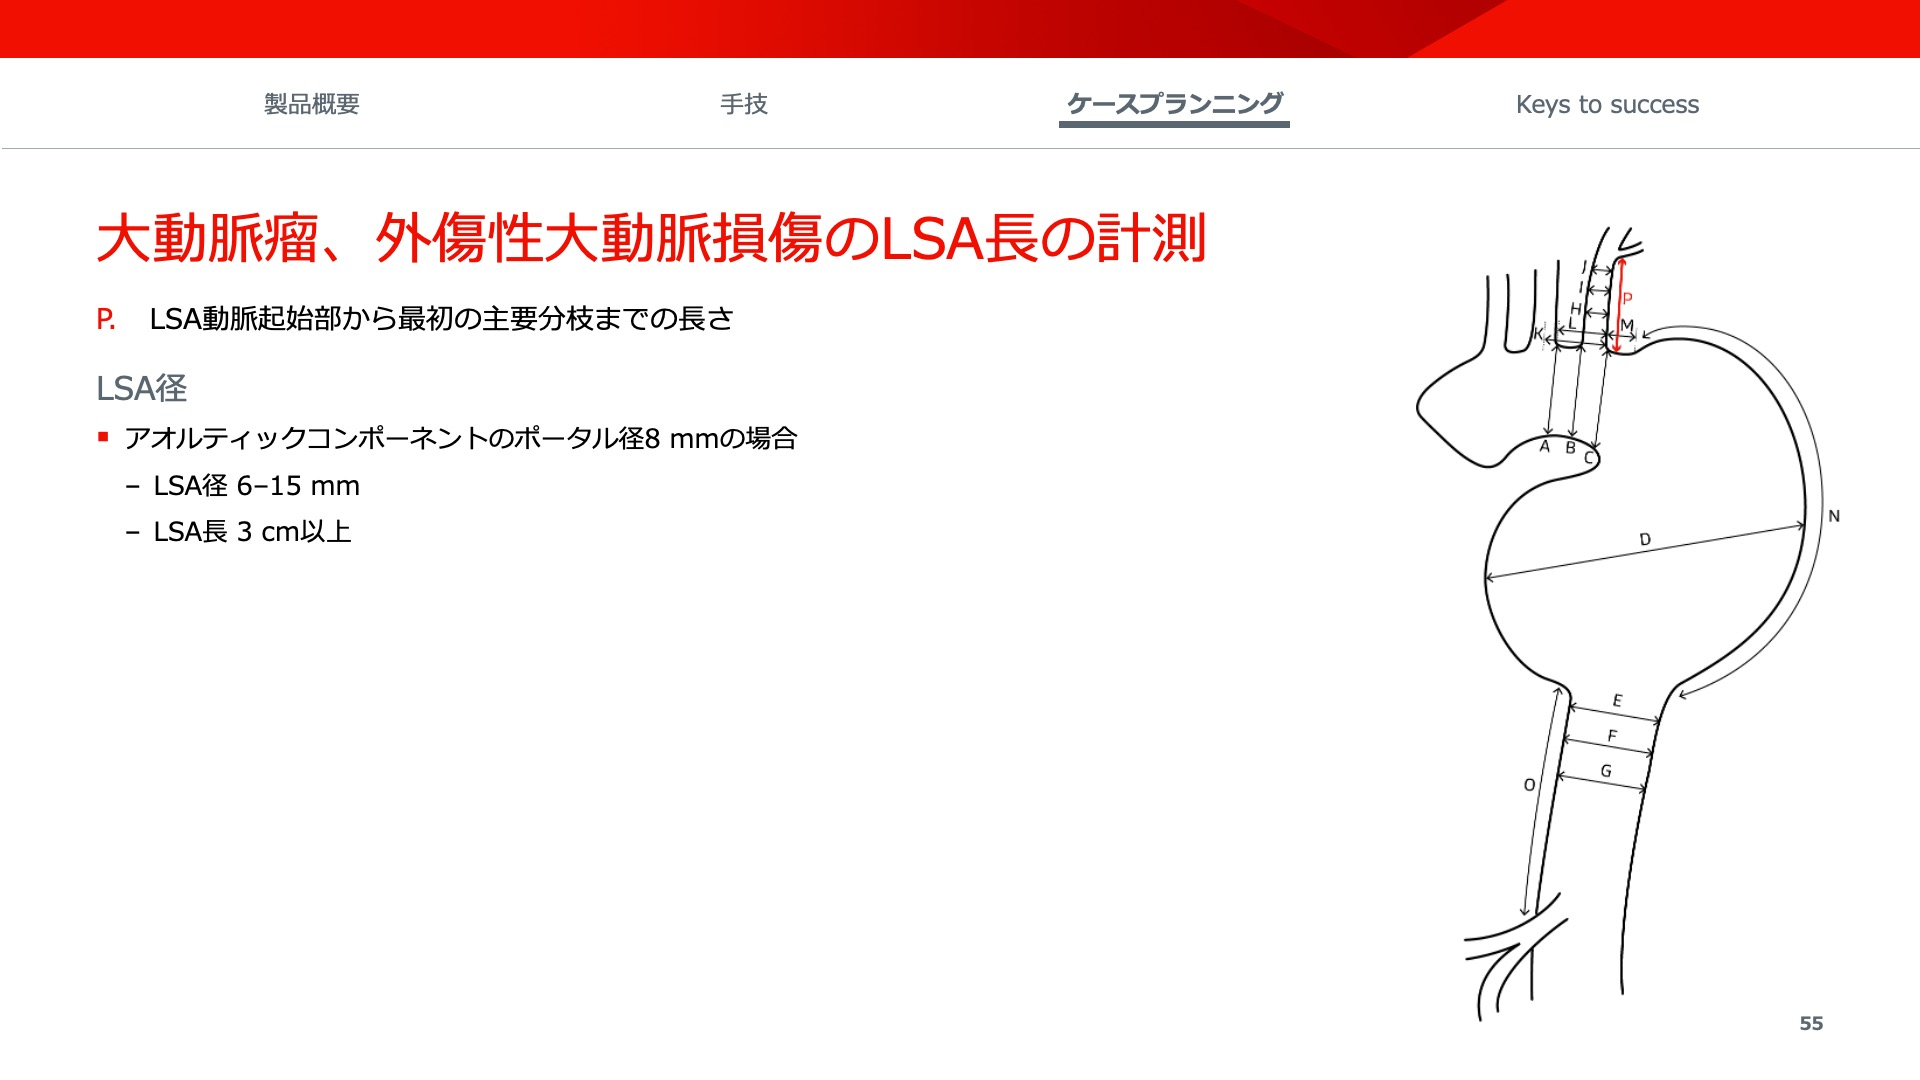 製品概要
手技
ケースプランニング
Keys to success
大動脈瘤、外傷性大動脈損傷のLSA長の計測
P. LSA動脈起始部から最初の主要分枝までの長さ
LSA径
▪ アオルティックコンポーネントのポータル径8 mmの場合
– LSA径 6–15 mm
– LSA長 3 cm以上
J
I
P
H
L
M
K
A
B
C
N
D
E
F
G
O
55